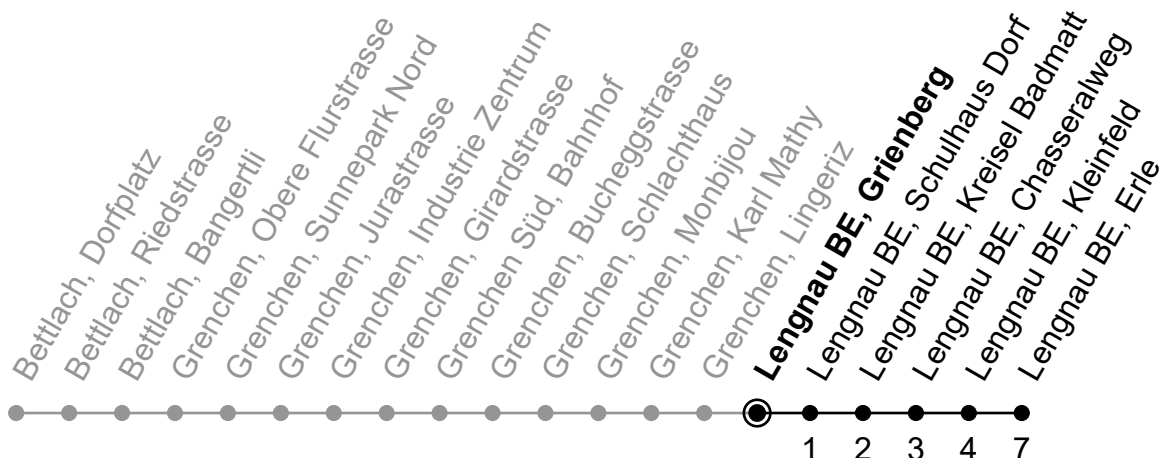 Bettlach, Dorfplatz
Bettlach, Riedstrasse
Bettlach, Bangertli
Grenchen, Obere Flurstrasse
Grenchen, Sunnepark Nord
Grenchen, Jurastrasse
Grenchen, Industrie Zentrum
Grenchen, Girardstrasse
Grenchen Süd, Bahnhof
Grenchen, Bucheggstrasse
Grenchen, Schlachthaus
Grenchen, Monbijou
Grenchen, Karl Mathy
Grenchen, Lingeriz
Lengnau BE, Grienberg
Lengnau BE, Schulhaus Dorf
Lengnau BE, Kreisel Badmatt
Lengnau BE, Chasseralweg
Lengnau BE, Kleinfeld
Lengnau BE, Erle
1 2 3 4 7